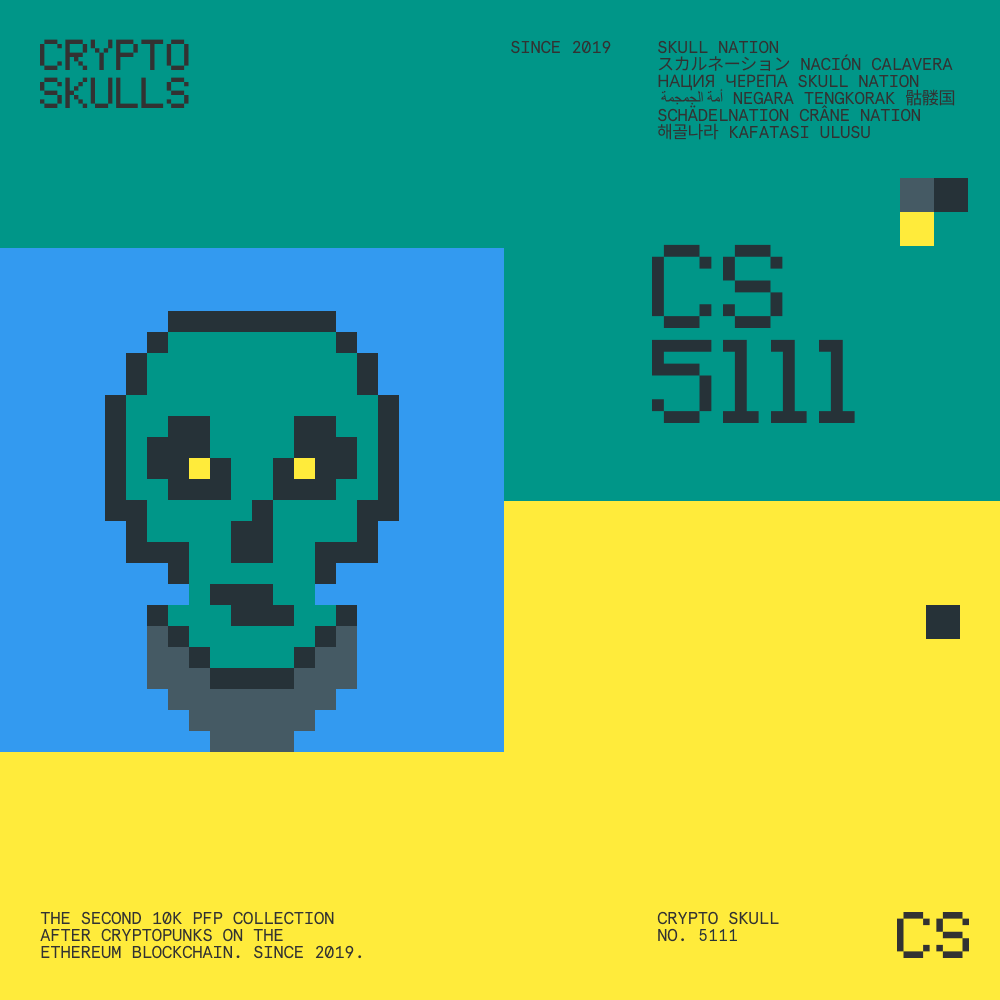 CRYPTO
SKULLS
SINCE 2019
SKULL NATION
スカルネーション NACIÓN CALAVERA
НАЦИЯ ЧЕРЕПА SKULL NATION
أمة الجمجمة NEGARA TENGKORAK 骷髅国
SCHÄDELNATION CRÂNE NATION
해골나라 KAFATASI ULUSU
CS
5111
THE SECOND 10K PFP COLLECTION
AFTER CRYPTOPUNKS ON THE
ETHEREUM BLOCKCHAIN. SINCE 2019.
CRYPTO SKULL
NO. 5111
CS